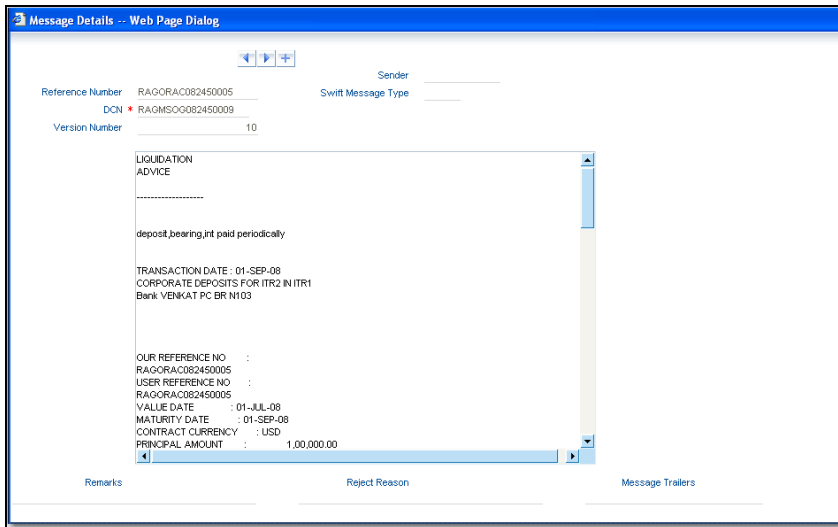 Message Details -- Web Page Dialog
Sender
Reference Number RAGORAC082450005 Swift Message Type
DCN * RAGMSOG082450009
Version Number 10
LIQUIDATION
ADVICE
-------------------
deposit,bearing,int paid periodically
TRANSACTION DATE : 01-SEP-08
CORPORATE DEPOSITS FOR ITR2 IN ITR1
Bank VENKAT PC BR N103
OUR REFERENCE NO :
RAGORAC082450005
USER REFERENCE NO :
RAGORAC082450005
VALUE DATE : 01-JUL-08
MATURITY DATE : 01-SEP-08
CONTRACT CURRENCY : USD
PRINCIPAL AMOUNT : 1,00,000.00
Remarks Reject Reason Message Trailers